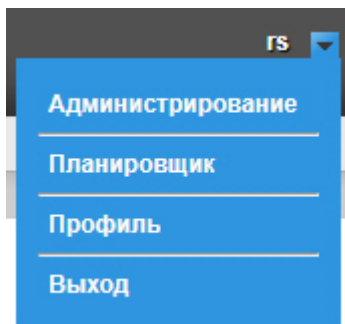 rs
Администрирование
Планировщик
Профиль
Выход